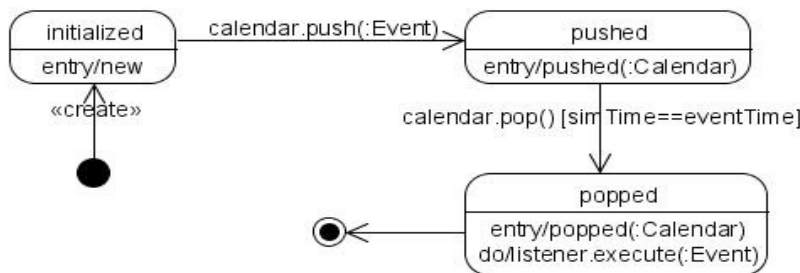 initialized
entry/new
calendar.push(:Event)
pushed
entry/pushed(:Calendar)
«create»
calendar.pop() [simTime==eventTime]
popped
entry/popped(:Calendar)
do/listener.execute(:Event)